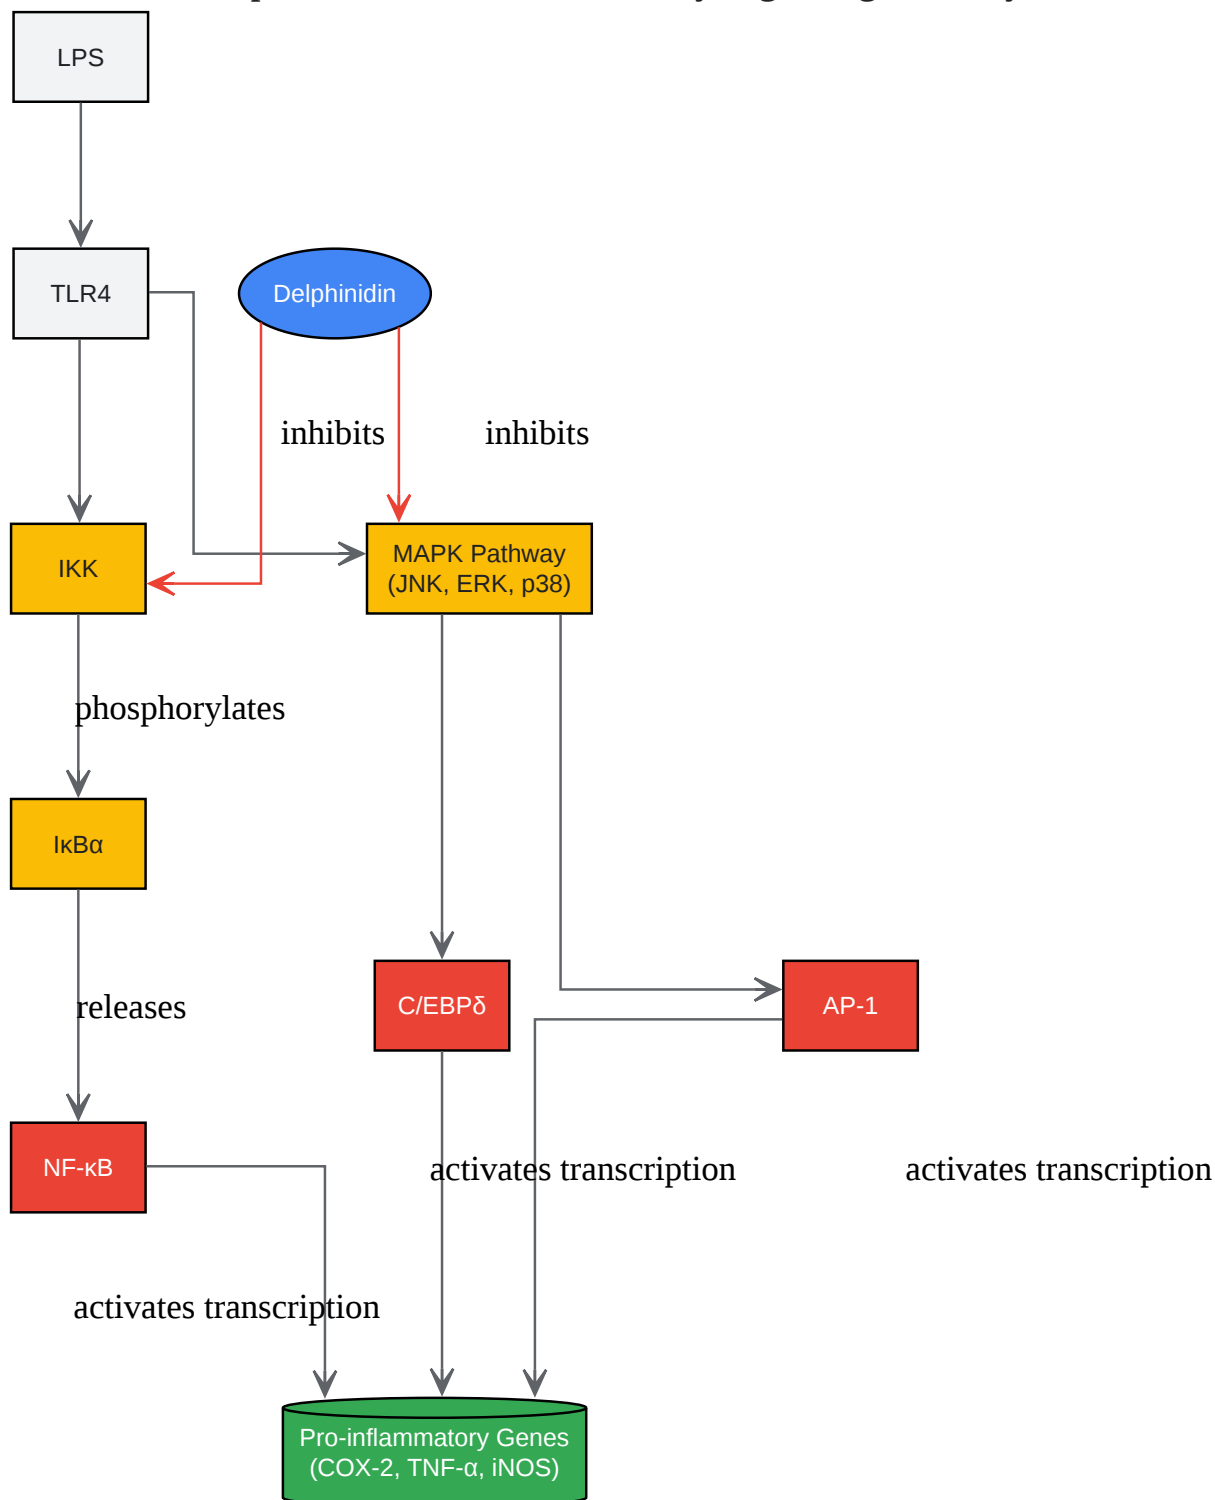 LPS
TLR4
Delphinidin
inhibits
inhibits
IKK
MAPK Pathway
(JNK, ERK, p38)
phosphorylates
IκBα
releases
C/EBPδ
AP-1
NF-κB
activates transcription
activates transcription
activates transcription
Pro-inflammatory Genes
(COX-2, TNF-α, iNOS)